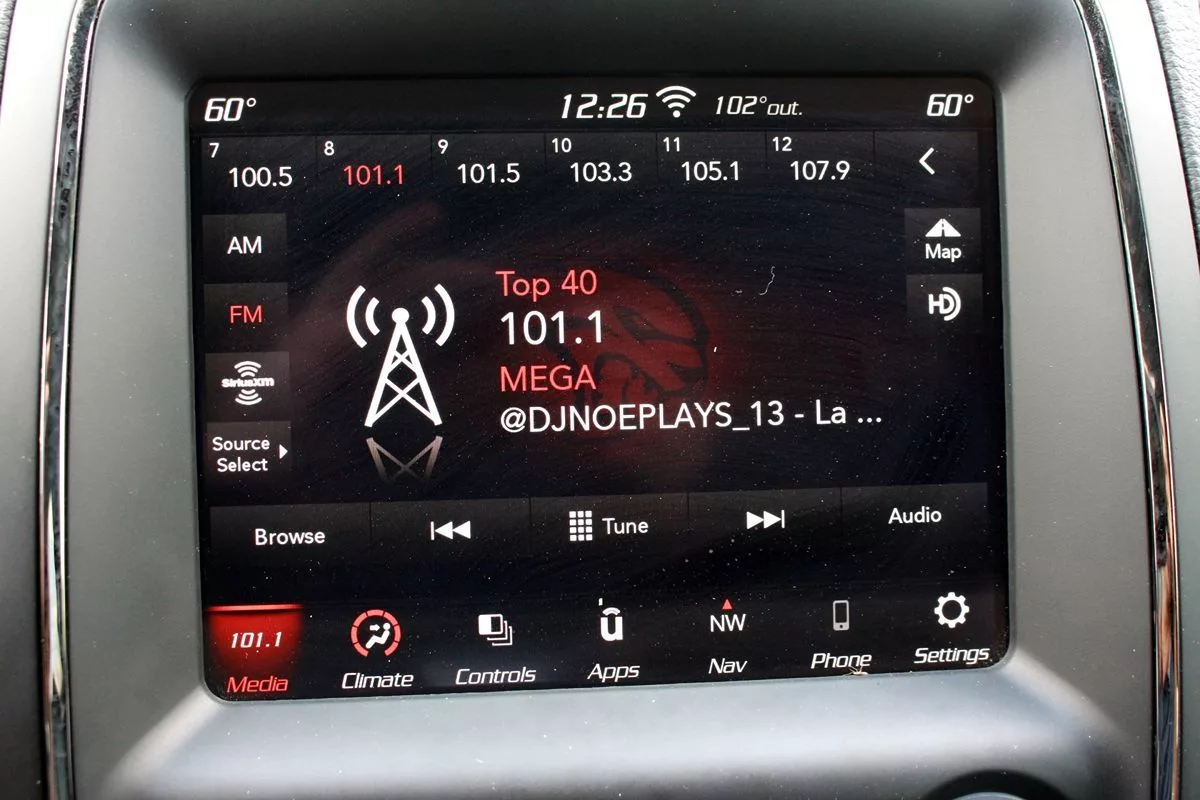 60° 12:26 102° out. 60°
7 8 9 10 11 12
100.5 101.1 101.5 103.3 105.1 107.9
AM
Map
Top 40
FM
101.1
HD
MEGA
SiriusXM
@DJNOEPLAYS_13 - La ...
Source
Select
Browse Tune Audio
101.1 û NW
Media Climate Controls Apps Nav Phone Settings